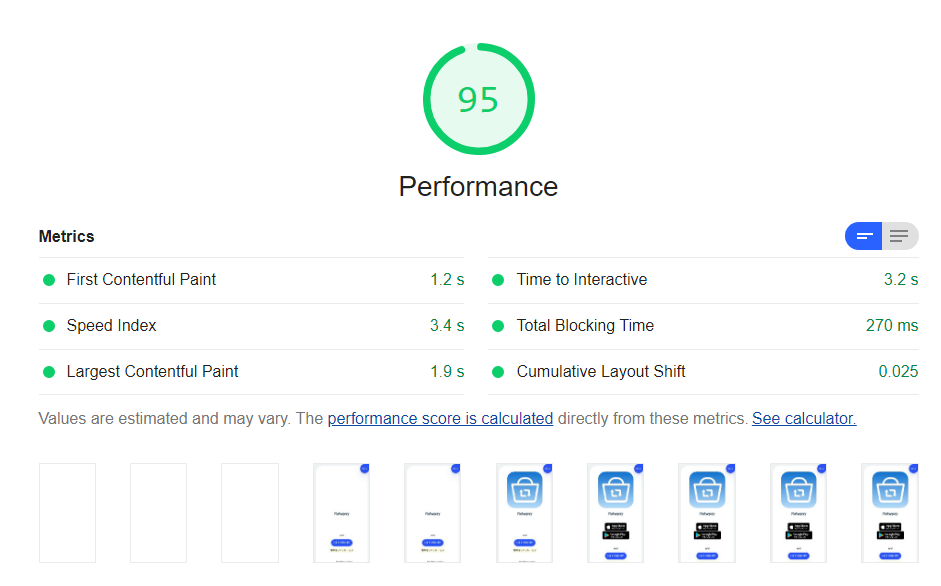 95
Performance
Metrics
First Contentful Paint 1.2 s
Time to Interactive 3.2 s
Speed Index 3.4 s
Total Blocking Time 270 ms
Largest Contentful Paint 1.9 s
Cumulative Layout Shift 0.025
Values are estimated and may vary. The performance score is calculated directly from these metrics. See calculator.